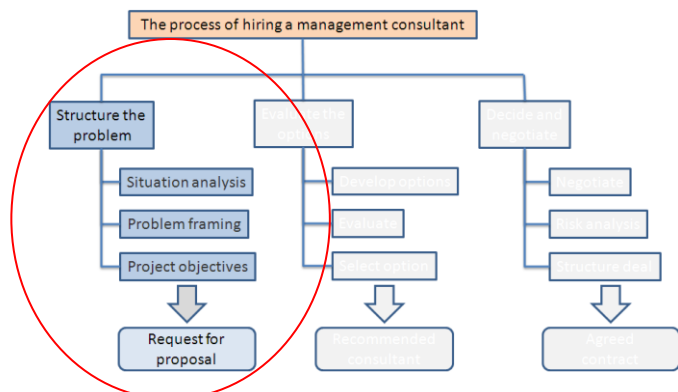 The process of hiring a management consultant
Structure the
problem
Situation analysis
Problem framing
Project objectives
Request for
proposal
Evaluate the
options
Develop options
Evaluate
Select option
Recommended
consultant
Decide and
negotiate
Negotiate
Risk analysis
Structure deal
Agreed
contract